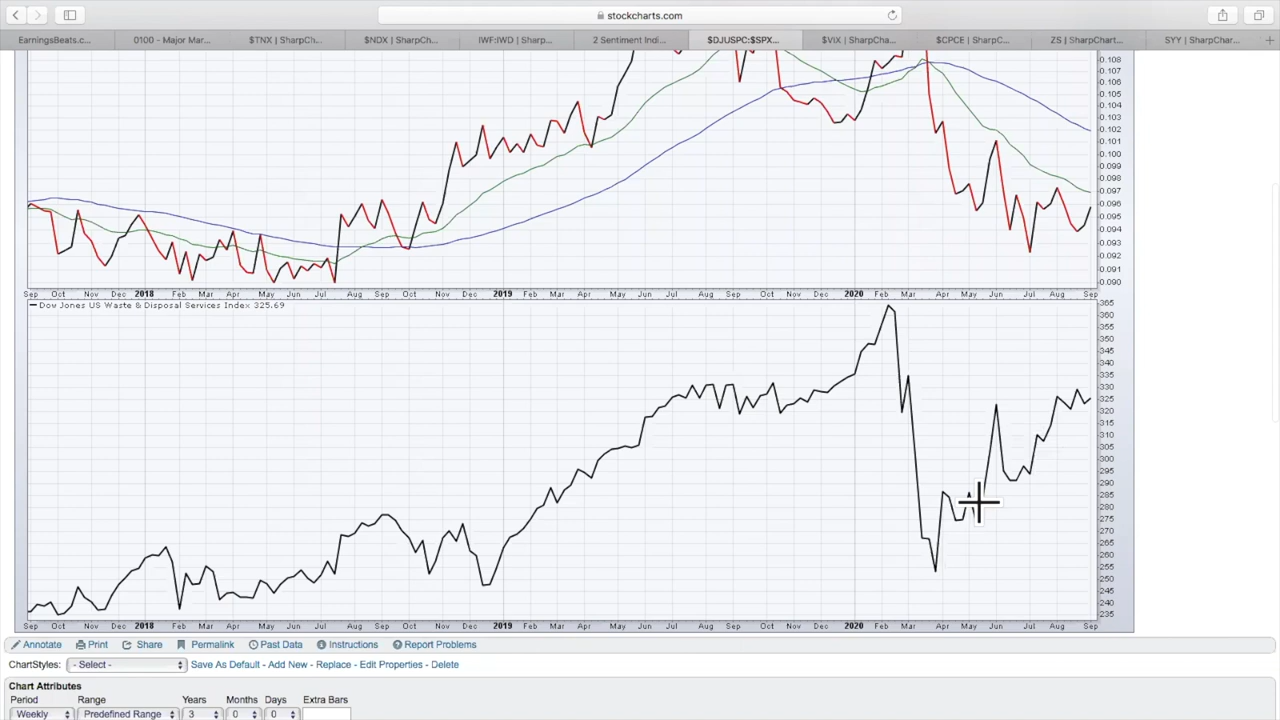 stockcharts.com
EarningsBeats.c...
0100 - Major Mar...
$TNX | SharpCh...
$NDX | SharpCh...
IWF:IWD | Sharp...
2 Sentiment Indi...
$DJUSPC:$SPX...
$VIX | SharpCha...
$CPCE | SharpC...
ZS | SharpChart...
SYY | SharpChar...
0.108
0.107
0.106
0.105
0.104
0.103
0.102
0.101
0.100
0.099
0.098
0.097
0.096
0.095
0.094
0.093
0.092
0.091
0.090
Sep Oct Nov Dec 2018 Feb Mar Apr May Jun Jul Aug Sep Oct Nov Dec 2019 Feb Mar Apr May Jun Jul Aug Sep Oct Nov Dec 2020 Feb Mar Apr May Jun Jul Aug Sep
Dow Jones US Waste & Disposal Services Index 325.69
365
360
355
350
345
340
335
330
325
320
315
310
305
300
295
290
285
280
275
270
265
260
255
250
245
240
235
Sep Oct Nov Dec 2018 Feb Mar Apr May Jun Jul Aug Sep Oct Nov Dec 2019 Feb Mar Apr May Jun Jul Aug Sep Oct Nov Dec 2020 Feb Mar Apr May Jun Jul Aug Sep
Annotate Print Share Permalink Past Data Instructions Report Problems
ChartStyles: - Select - Save As Default - Add New - Replace - Edit Properties - Delete
Chart Attributes
Period Range Years Months Days Extra Bars
Weekly Predefined Range 3 0 0